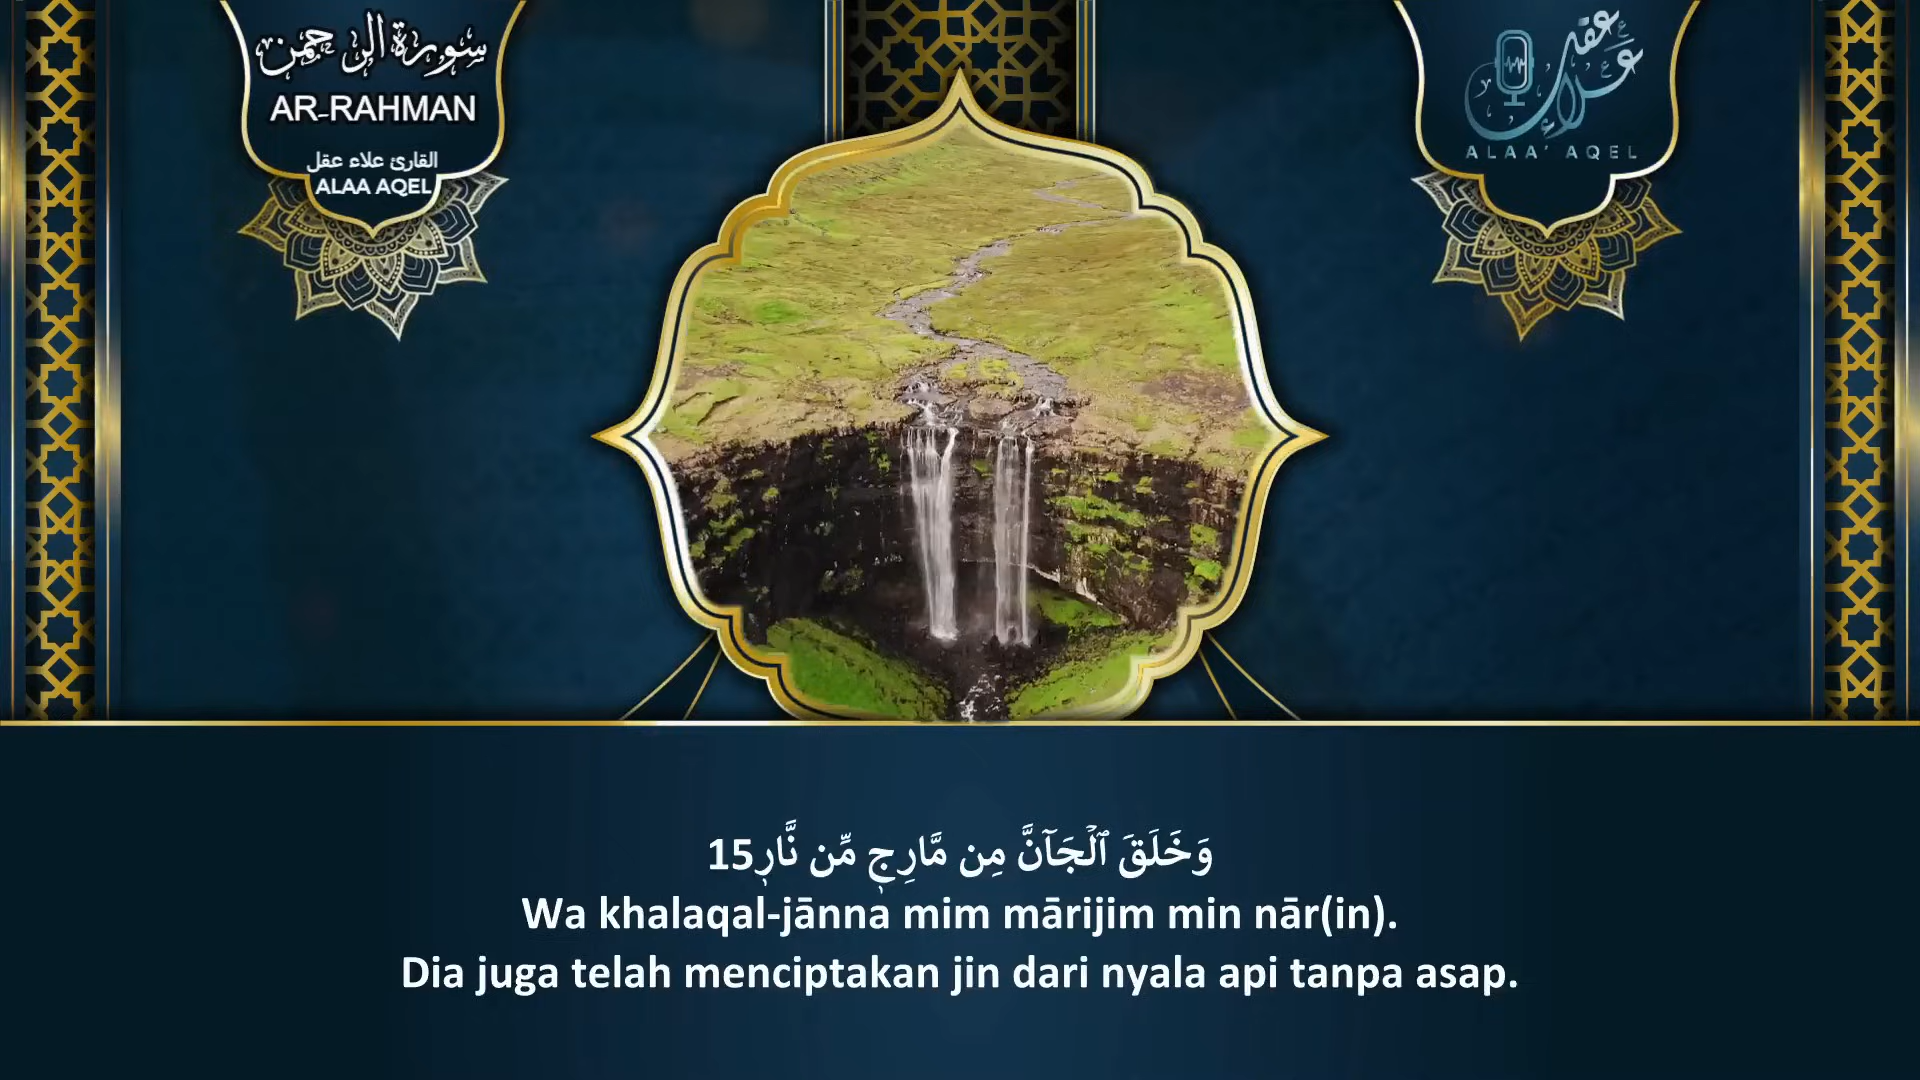 سورة الرحمن
AR-RAHMAN
القارئ علاء عقل
ALAA AQEL
علاء عقل
ALAA' AQEL
وَخَلَقَ ٱلْجَآنَّ مِن مَّارِجٍ مِّن نَّارٍ15
Wa khalaqal-jānna mim mārijim min nār(in).
Dia juga telah menciptakan jin dari nyala api tanpa asap.